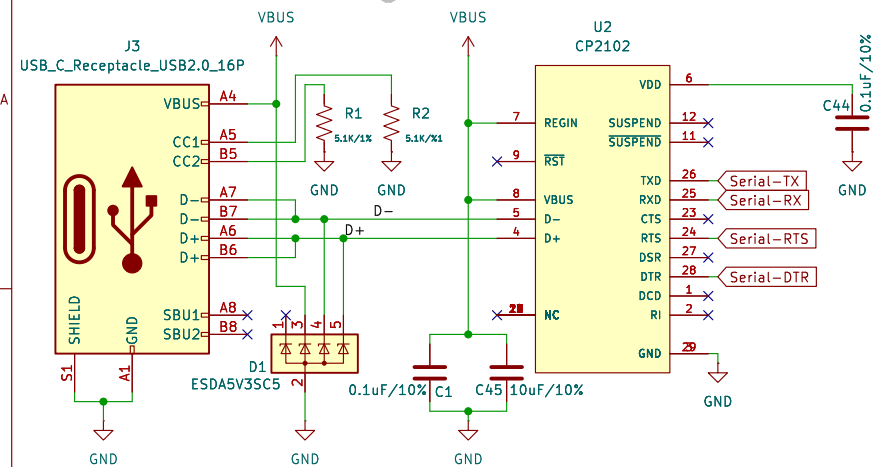 A
J3
USB_C_Receptacle_USB2.0_16P
VBUS A4
CC1 A5
CC2 B5
D- A7
D- B7
D+ A6
D+ B6
SBU1 A8
SBU2 B8
SHIELD
GND
S1
A1
GND
VBUS
R1
5.1K/1%
GND
R2
5.1K/%1
GND
D-
D+
1
3
4
5
D1
ESDA5V3SC5
2
GND
VBUS
0.1uF/10% C1
C45 10uF/10%
GND
U2
CP2102
7 REGIN
9 RST
8 VBUS
5 D-
4 D+
NC
VDD 6
SUSPEND 12
SUSPEND 11
TXD 26 Serial-TX
RXD 25 Serial-RX
CTS 23
RTS 24 Serial-RTS
DSR 27
DTR 28 Serial-DTR
DCD 1
RI 2
GND
GND
C44
0.1uF/10%
GND